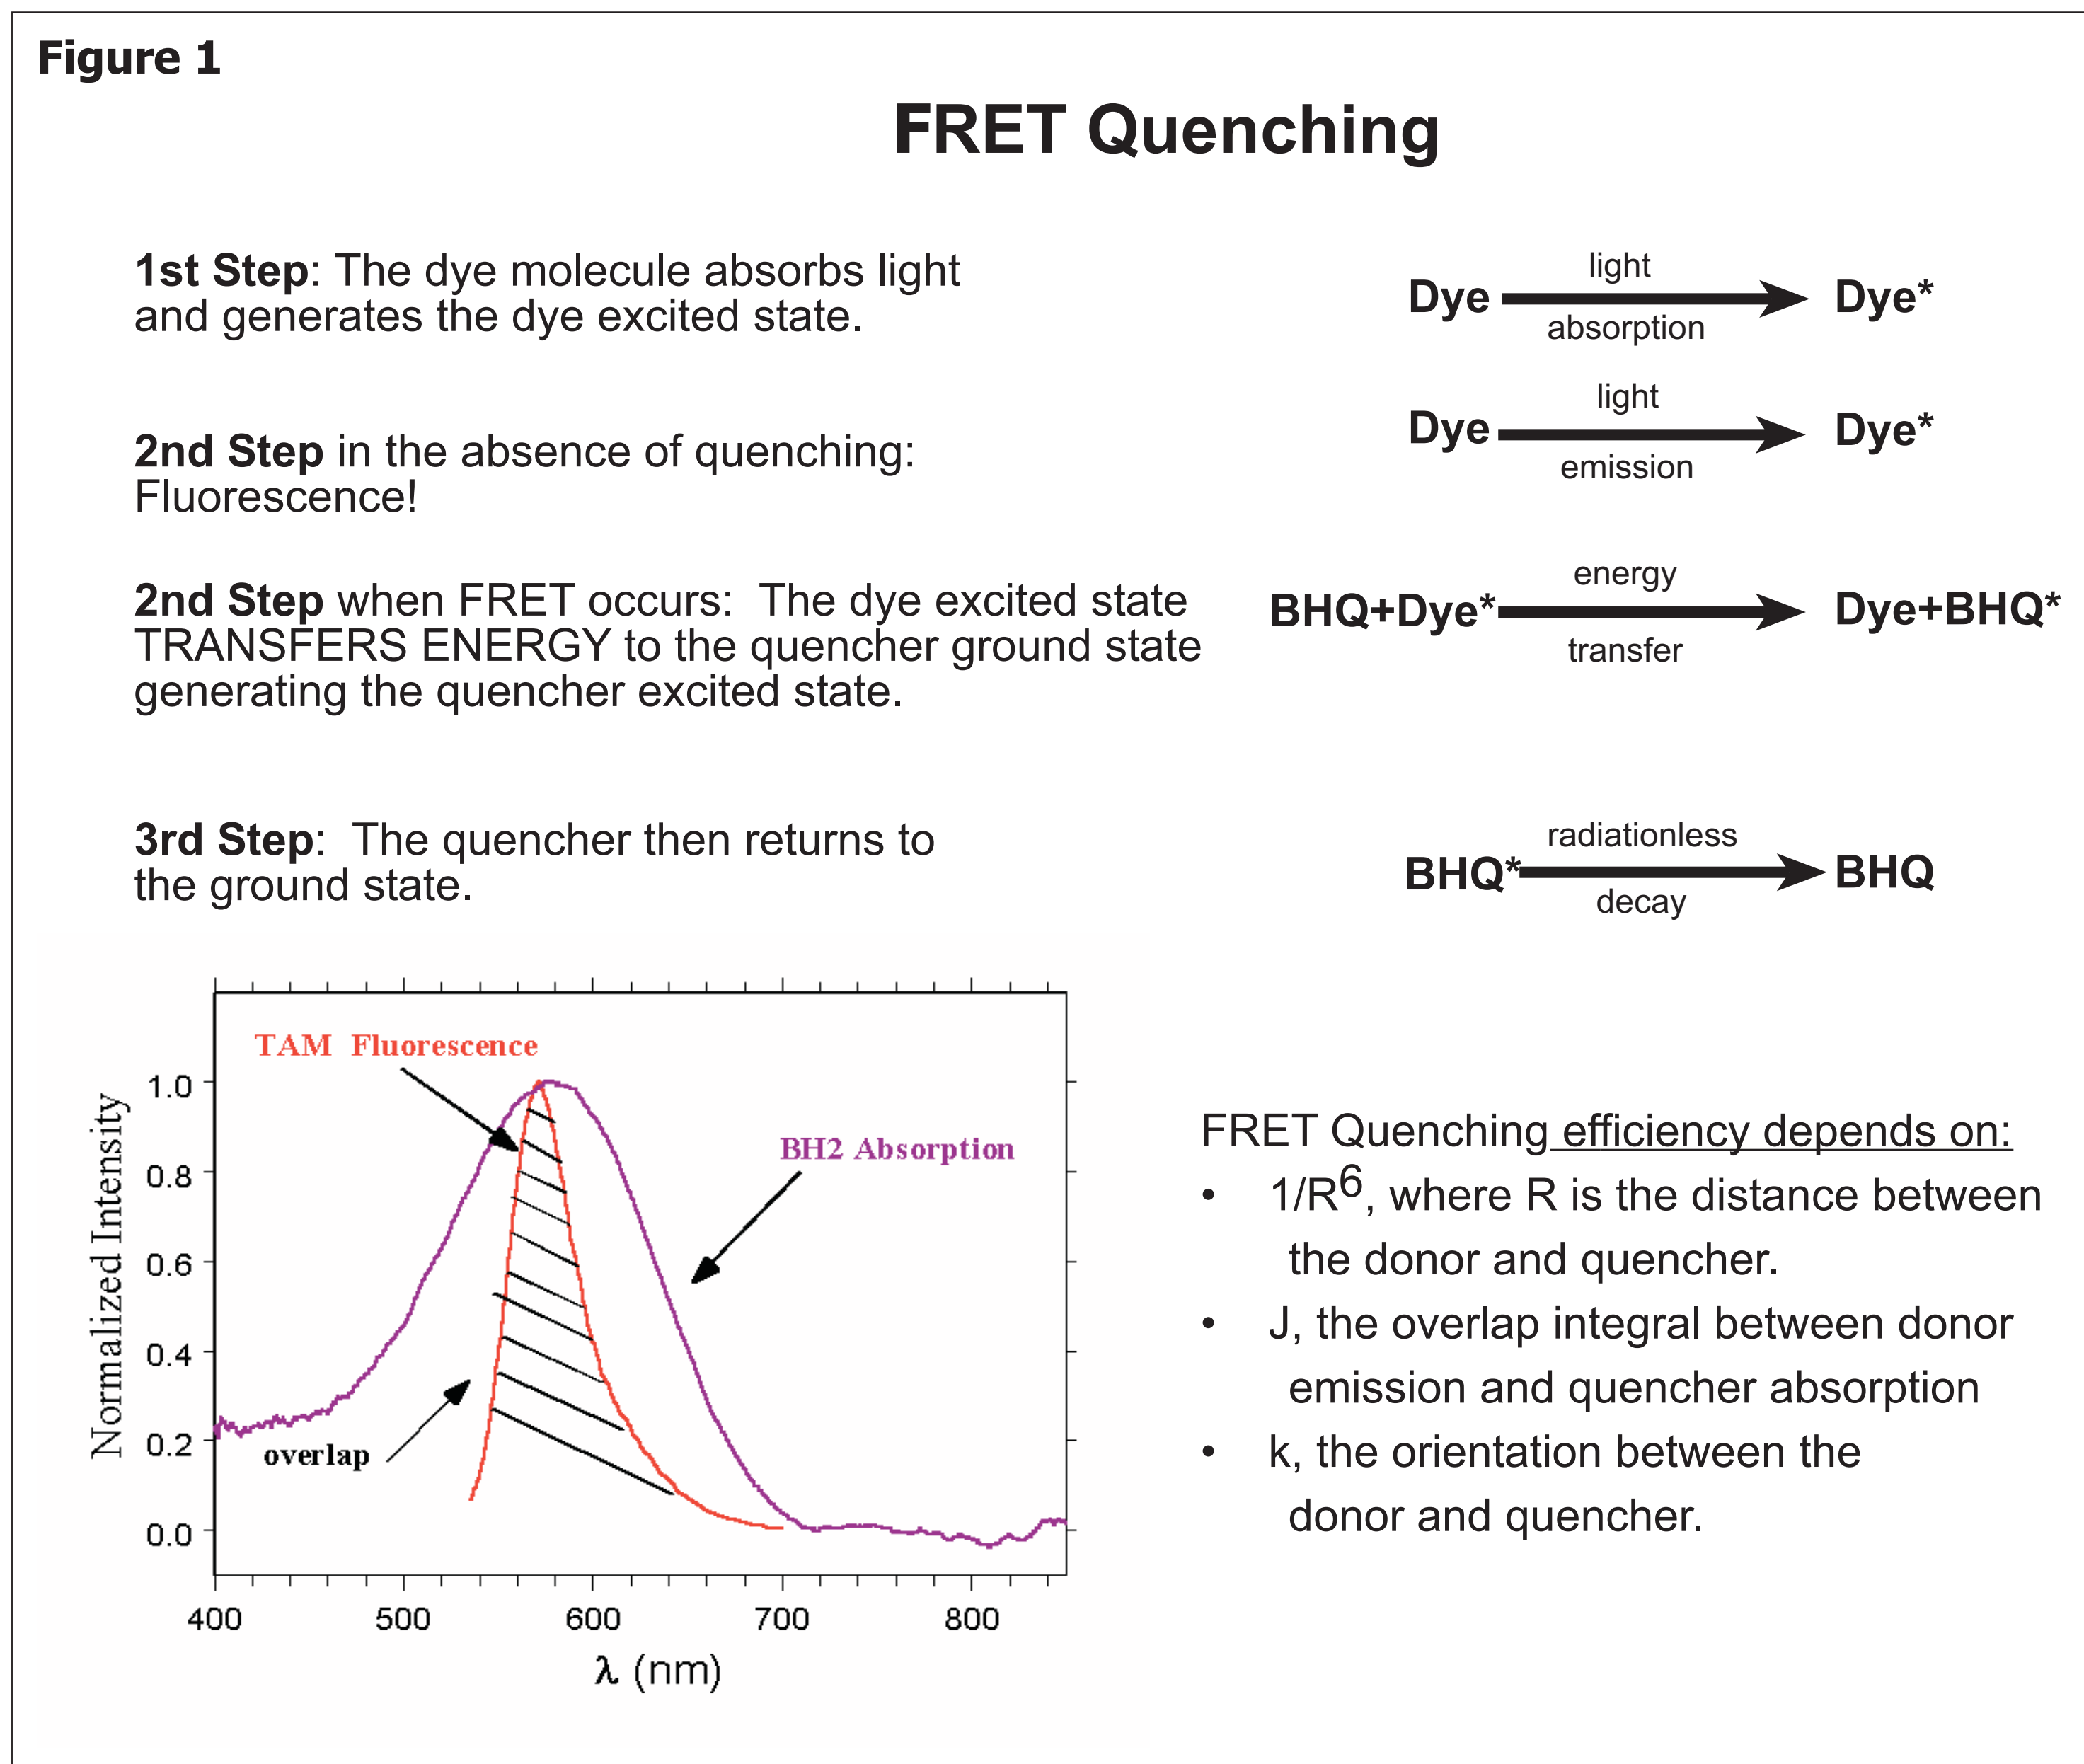 Figure 1
FRET Quenching
1st Step: The dye molecule absorbs light
and generates the dye excited state.
light
Dye Dye*
absorption
2nd Step in the absence of quenching:
Fluorescence!
light
Dye Dye*
emission
2nd Step when FRET occurs: The dye excited state
TRANSFERS ENERGY to the quencher ground state
generating the quencher excited state.
energy
BHQ+Dye* Dye+BHQ*
transfer
3rd Step: The quencher then returns to
the ground state.
radiationless
BHQ* BHQ
decay
TAM Fluorescence
BH2 Absorption
overlap
Normalized Intensity
1.0
0.8
0.6
0.4
0.2
0.0
400 500 600 700 800
λ (nm)
FRET Quenching efficiency depends on:
• 1/R⁶, where R is the distance between
the donor and quencher.
• J, the overlap integral between donor
emission and quencher absorption
• k, the orientation between the
donor and quencher.